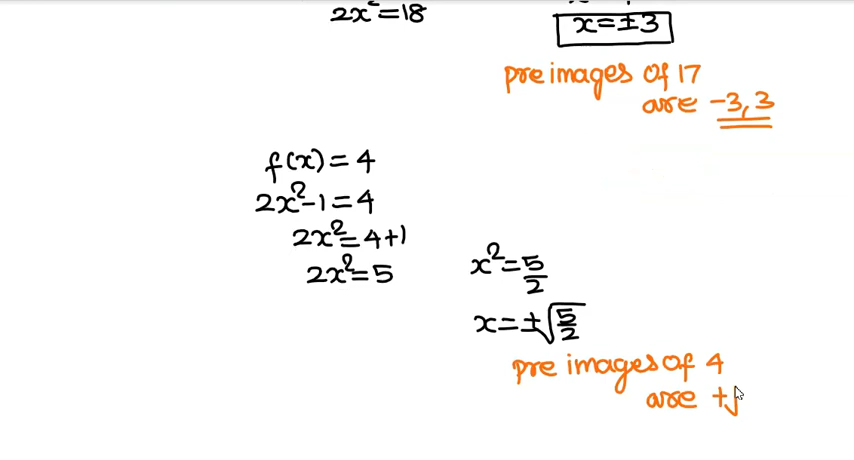 2x²=18
x=±3
pre images of 17
are -3,3
f(x)=4
2x²-1=4
2x²=4+1
2x²=5
x²=5/2
x=±√5/2
pre images of 4
are +√